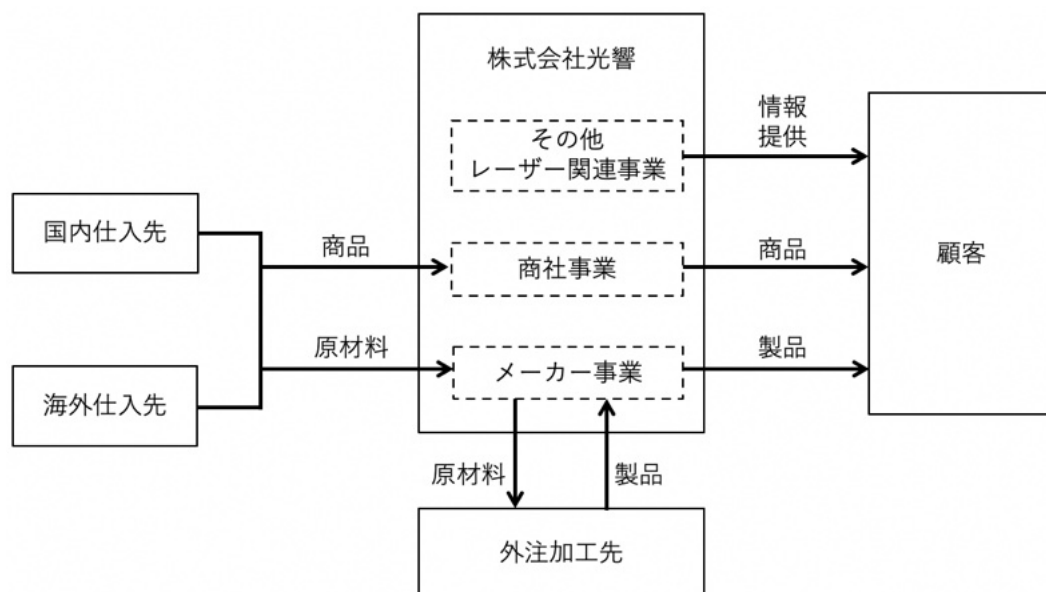 株式会社光響
その他
レーザー関連事業
情報
提供
国内仕入先
商品
商社事業
商品
顧客
原材料
メーカー事業
製品
海外仕入先
原材料
製品
外注加工先